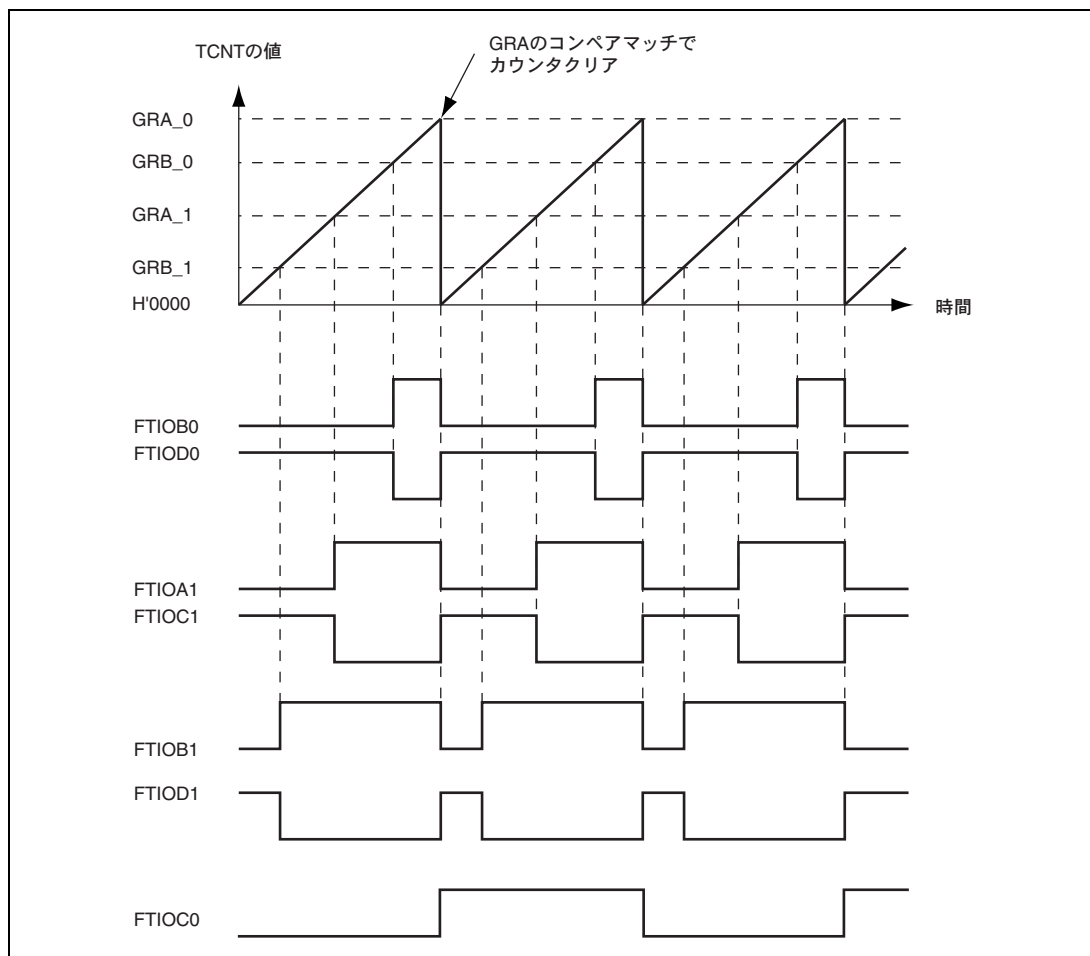 GRAのコンペアマッチで
カウンタクリア
TCNTの値
GRA_0
GRB_0
GRA_1
GRB_1
H'0000
時間
FTIOB0
FTIOD0
FTIOA1
FTIOC1
FTIOB1
FTIOD1
FTIOC0